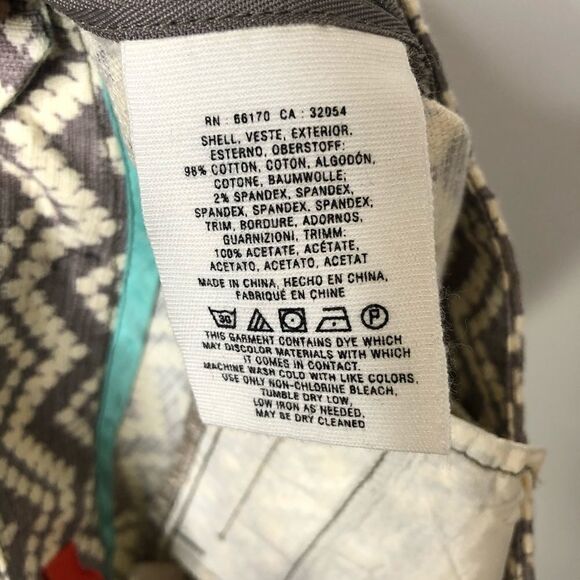 RN : 66170 CA : 32054
SHELL, VESTE, EXTERIOR,
ESTERNO, OBERSTOFF:
98% COTTON, COTON, ALGODÓN,
COTONE, BAUMWOLLE;
2% SPANDEX, SPANDEX,
SPANDEX, SPANDEX, SPANDEX;
TRIM, BORDURE, ADORNOS,
GUARNIZIONI, TRIMM:
100% ACETATE, ACÉTATE,
ACETATO, ACETATO, ACETAT
MADE IN CHINA, HECHO EN CHINA,
FABRIQUÉ EN CHINE
30 P
THIS GARMENT CONTAINS DYE WHICH
MAY DISCOLOR MATERIALS WITH WHICH
IT COMES IN CONTACT.
MACHINE WASH COLD WITH LIKE COLORS,
USE ONLY NON-CHLORINE BLEACH,
TUMBLE DRY LOW,
LOW IRON AS NEEDED,
MAY BE DRY CLEANED